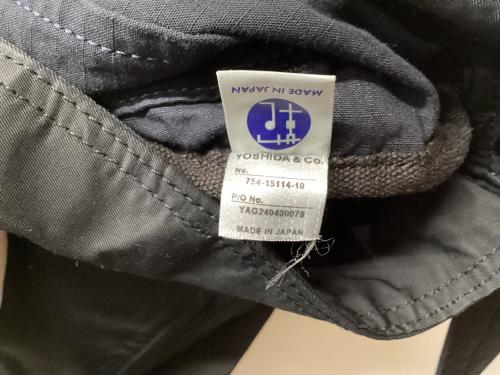 MADE IN JAPAN
YOSHIDA & Co.
No.
754-15114-10
P/O No.
YAG240400079
MADE IN JAPAN